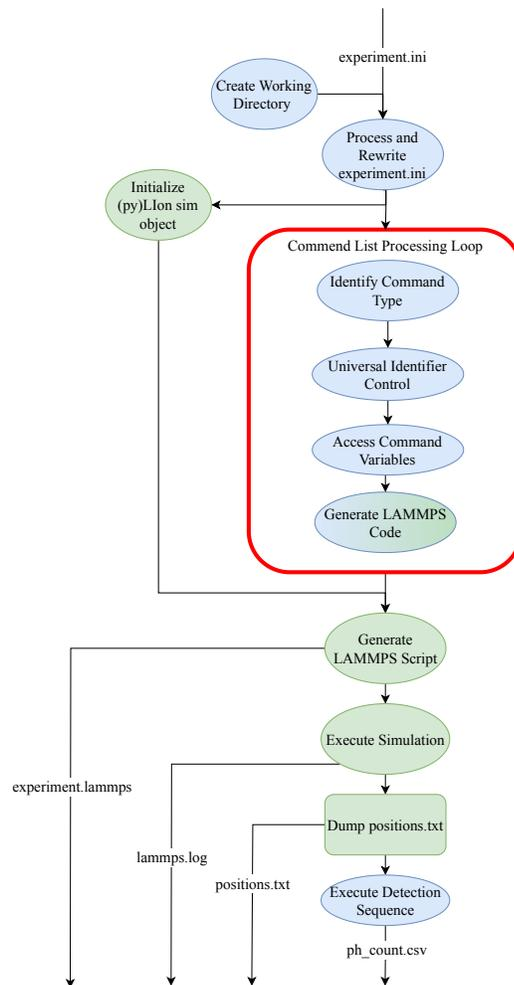 experiment.ini
Create Working
Directory
Process and
Rewrite
experiment.ini
Initialize
(py)LIon sim
object
Commend List Processing Loop
Identify Command
Type
Universal Identifier
Control
Access Command
Variables
Generate LAMMPS
Code
Generate
LAMMPS Script
Execute Simulation
experiment.lammps
Dump positions.txt
lammps.log
positions.txt
Execute Detection
Sequence
ph_count.csv